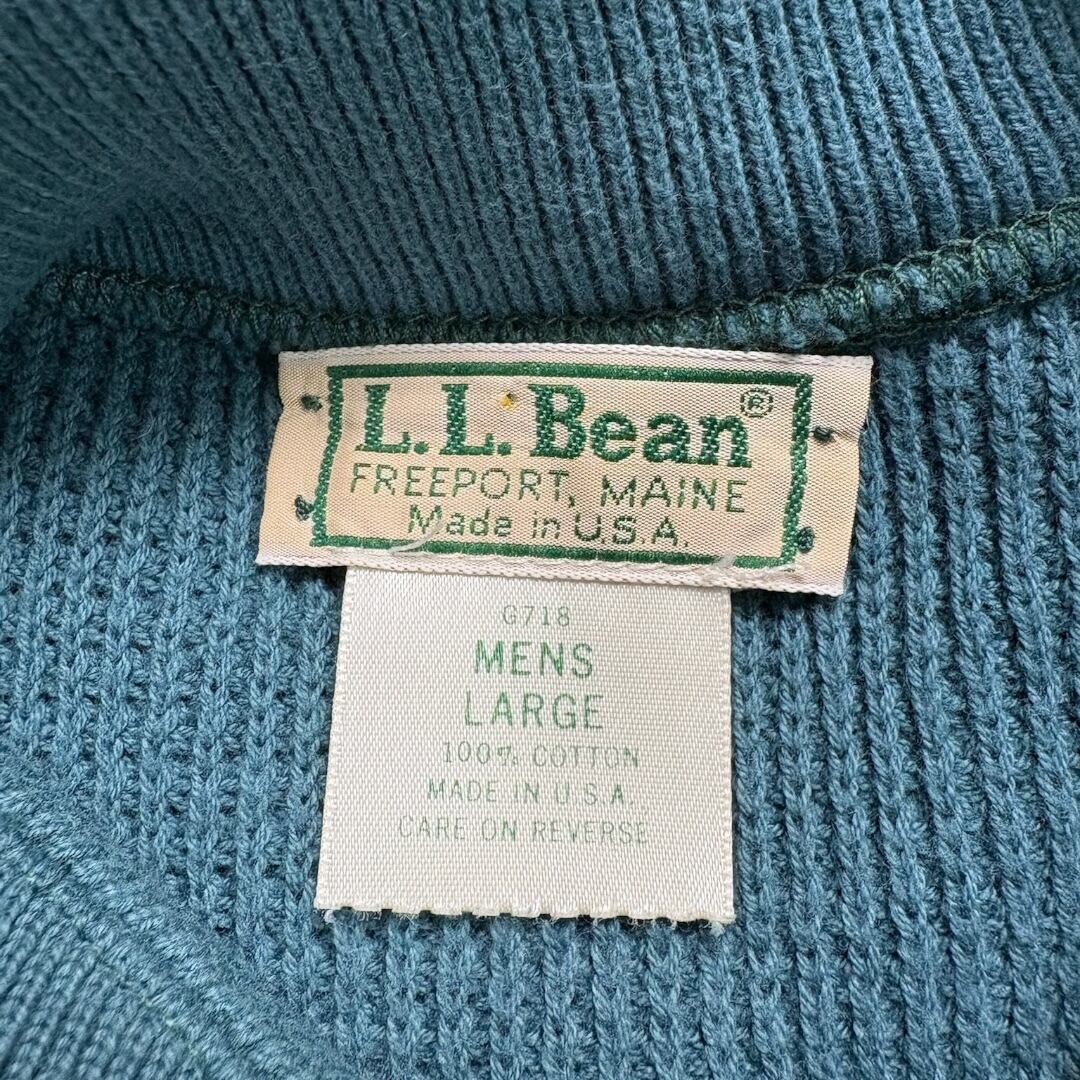 L.L.Bean®
FREEPORT, MAINE
Made in U.S.A.
G718
MENS
LARGE
100% COTTON
MADE IN U.S.A.
CARE ON REVERSE